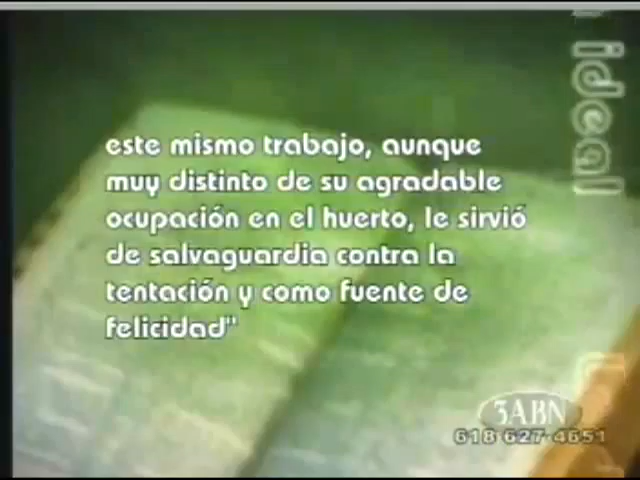 ideal
este mismo trabajo, aunque
muy distinto de su agradable
ocupación en el huerto, le sirvió
de salvaguardia contra la
tentación y como fuente de
felicidad"
3ABN
618-627-4651